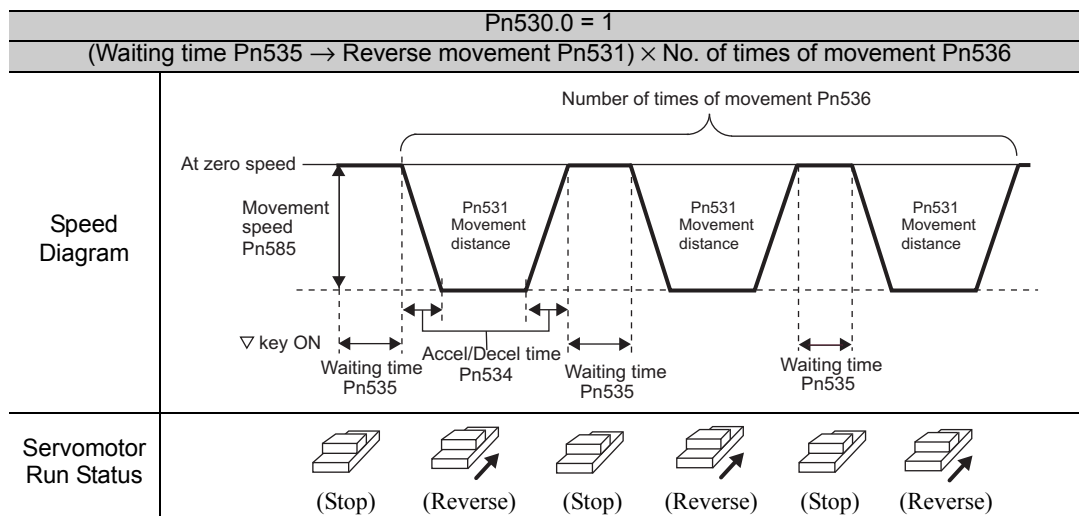 Pn530.0 = 1
(Waiting time Pn535 → Reverse movement Pn531) × No. of times of movement Pn536
Speed
Diagram
Number of times of movement Pn536
At zero speed
Movement
speed
Pn585
Pn531
Movement
distance
Pn531
Movement
distance
Pn531
Movement
distance
▽ key ON
Waiting time
Pn535
Accel/Decel time
Pn534
Waiting time
Pn535
Waiting time
Pn535
Servomotor
Run Status
(Stop) (Reverse) (Stop) (Reverse) (Stop) (Reverse)